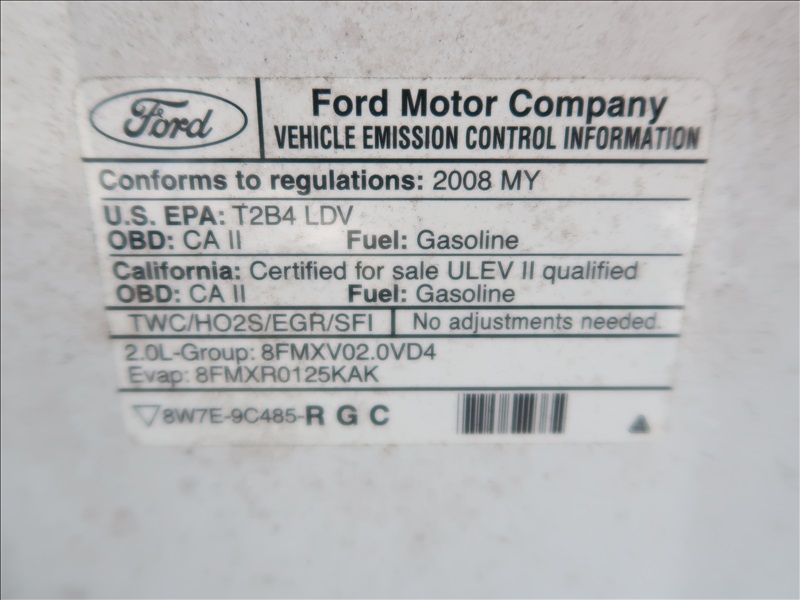 Ford
Ford Motor Company
VEHICLE EMISSION CONTROL INFORMATION
Conforms to regulations: 2008 MY
U.S. EPA: T2B4 LDV
OBD: CA II Fuel: Gasoline
California: Certified for sale ULEV II qualified
OBD: CA II Fuel: Gasoline
TWC/HO2S/EGR/SFI No adjustments needed.
2.0L-Group: 8FMXV02.0VD4
Evap: 8FMXR0125KAK
8W7E-9C485-R G C